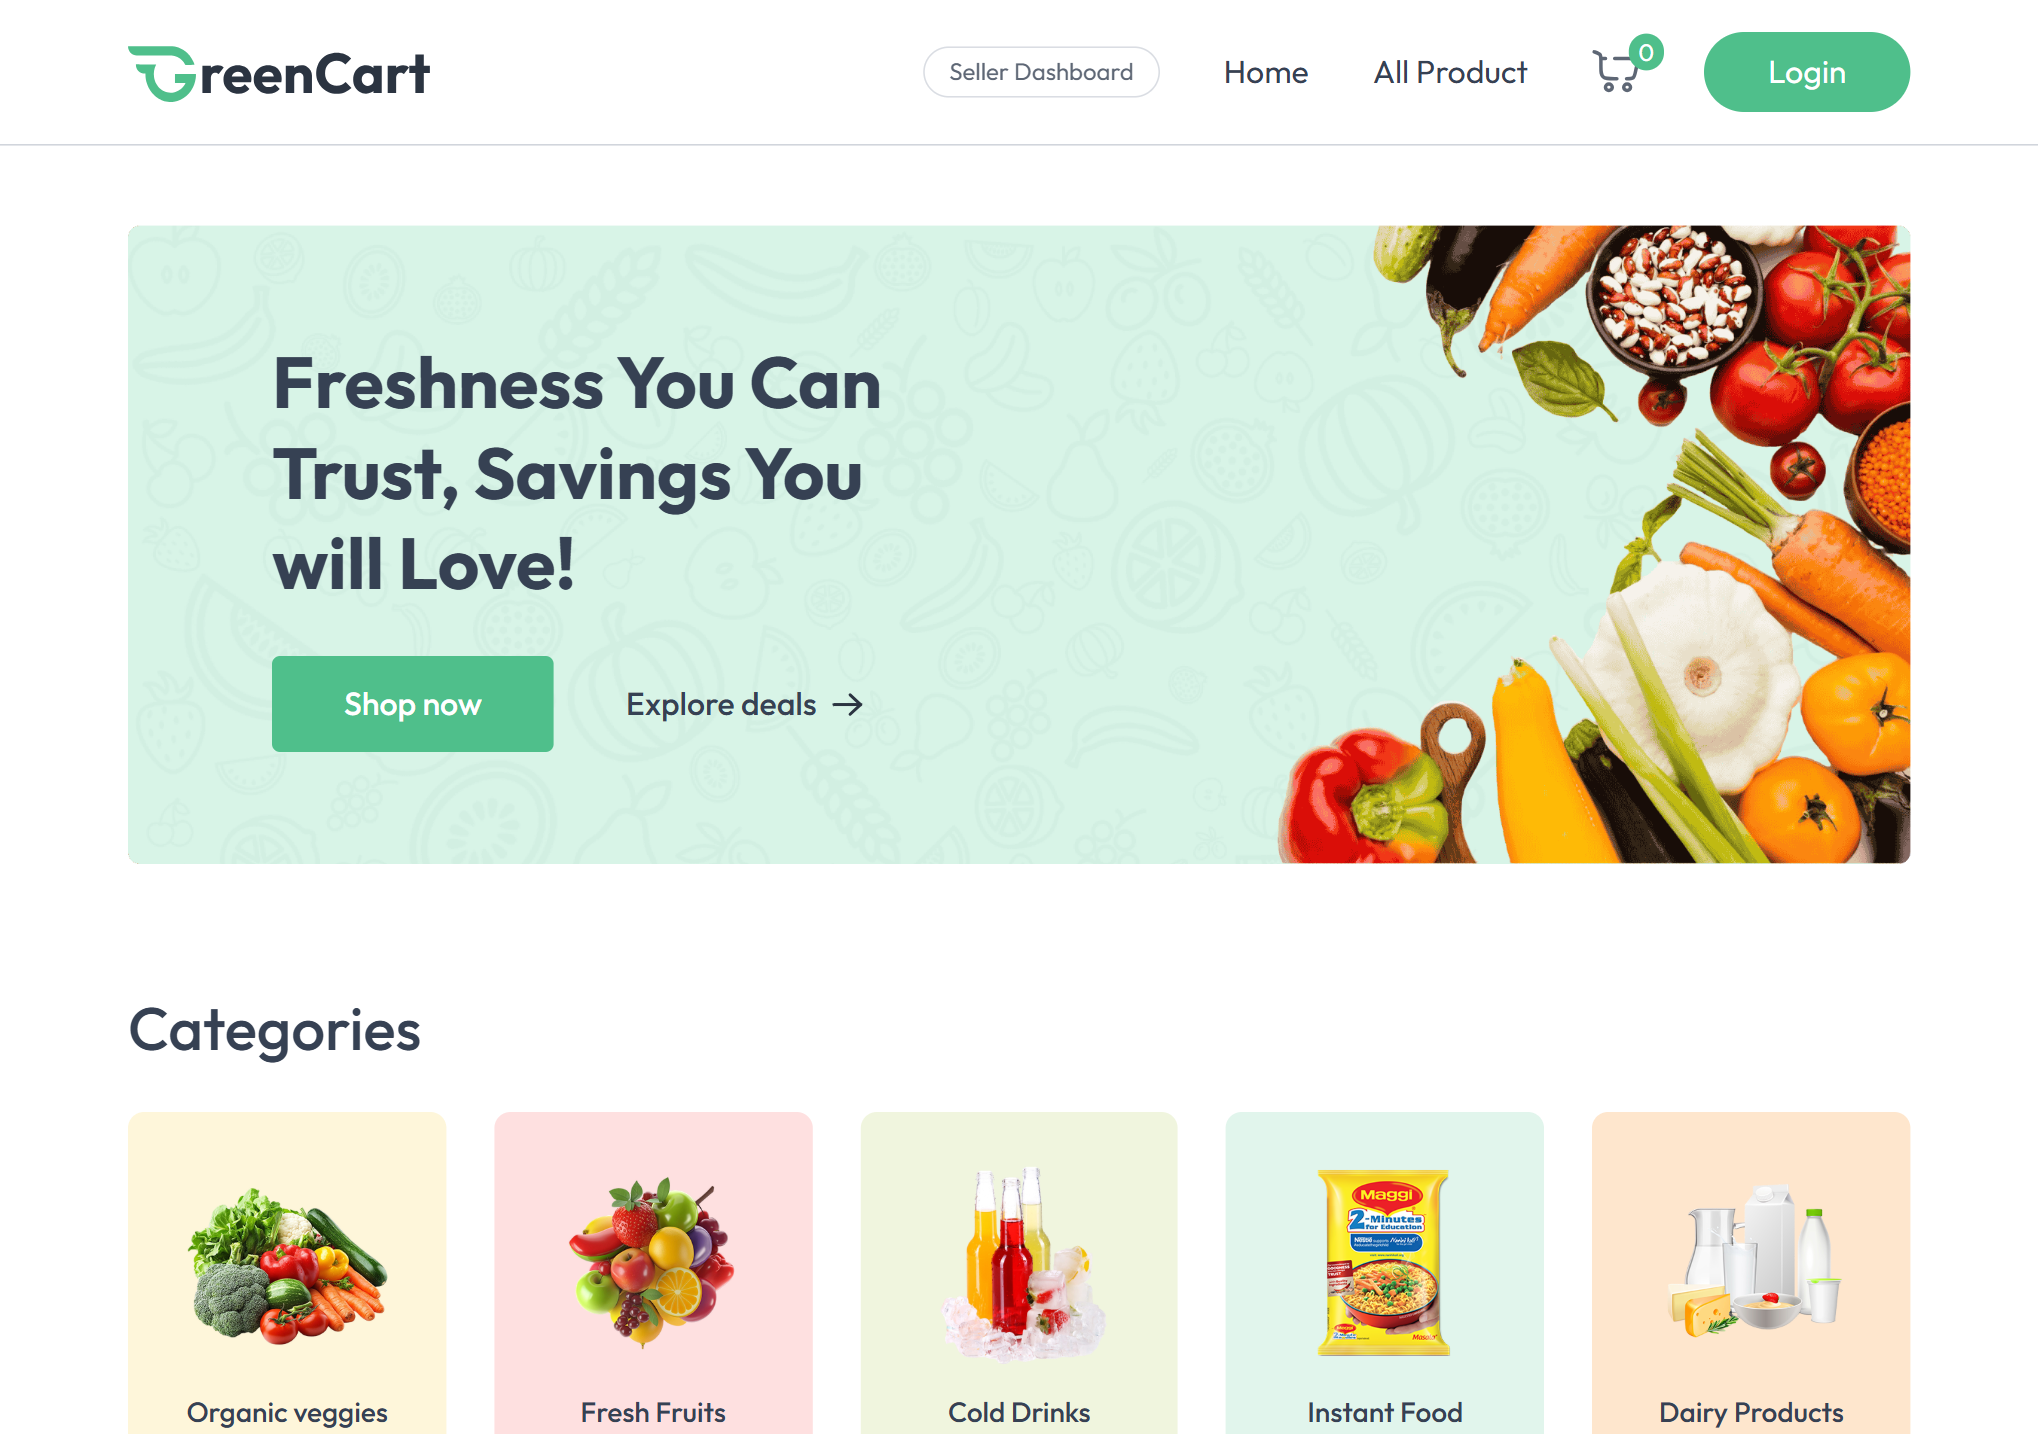 GreenCart
Seller Dashboard
Home
All Product
0
Login
Freshness You Can
Trust, Savings You
will Love!
Shop now
Explore deals
Categories
Maggi
2-Minutes
for Education
Masala
Organic veggies
Fresh Fruits
Cold Drinks
Instant Food
Dairy Products